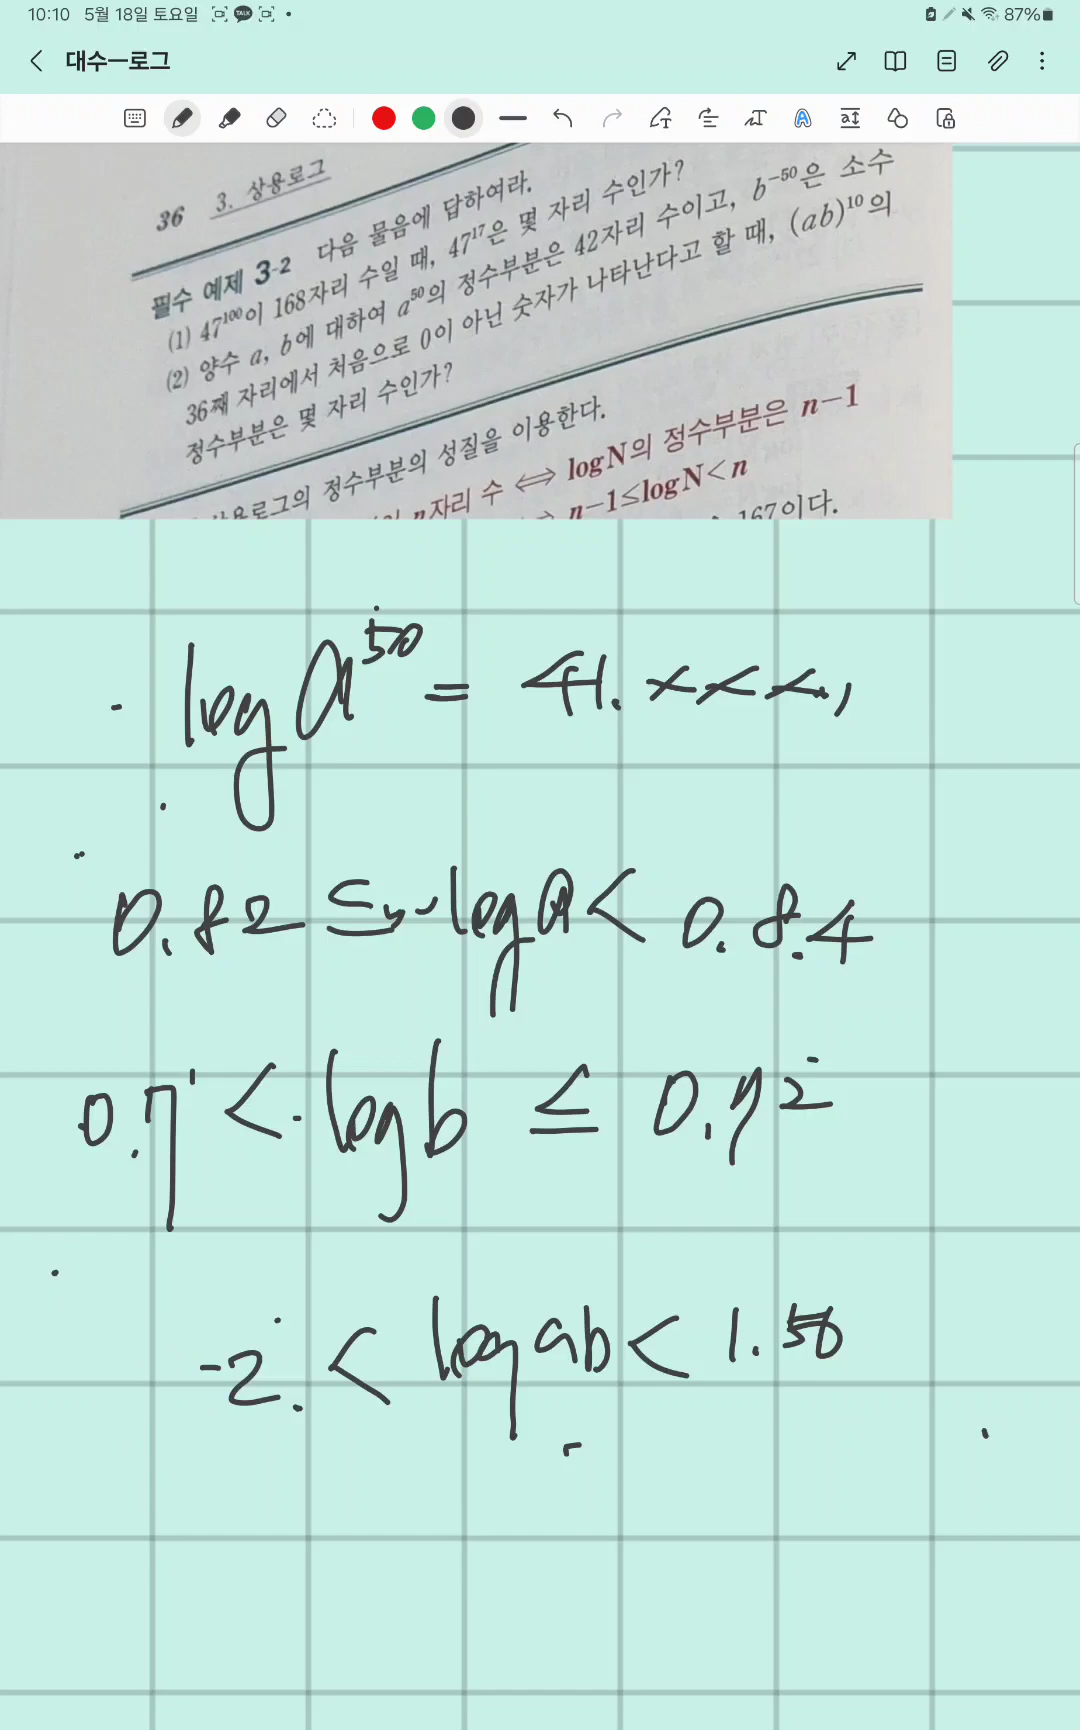 10:10 5월 18일 토요일 87%
대수—로그
36 3. 상용로그
필수 예제 3-2 다음 물음에 답하여라.
(1) 47¹⁰⁰이 168자리 수일 때, 47¹⁷은 몇 자리 수인가?
(2) 양수 a, b에 대하여 a⁵⁰의 정수부분은 42자리 수이고, b⁻⁵⁰은 소수
36째 자리에서 처음으로 0이 아닌 숫자가 나타난다고 할 때, (ab)¹⁰의
정수부분은 몇 자리 수인가?
상용로그의 정수부분의 성질을 이용한다.
n자리 수 ⇔ logN의 정수부분은 n−1
n−1≤logN<n
167이다.
log a⁵⁰ = 41.×××
0.82 ≤ log a < 0.84
0.7 < log b ≤ 0.72
-2 < log ab < 1.56